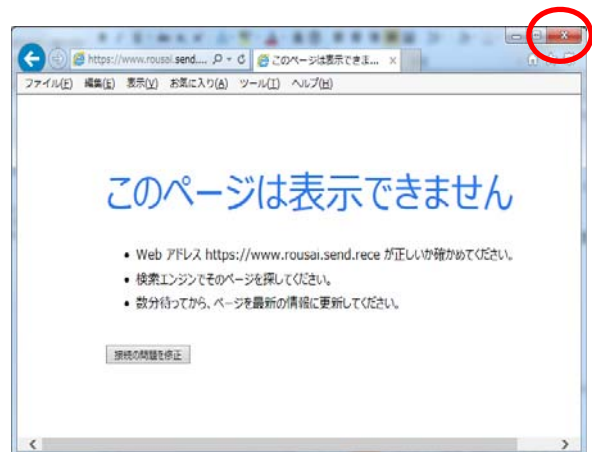 https://www.rousai.send.... このページは表示できま...
ファイル(F) 編集(E) 表示(V) お気に入り(A) ツール(T) ヘルプ(H)
このページは表示できません
• Web アドレス https://www.rousai.send.rece が正しいか確かめてください。
• 検索エンジンでそのページを探してください。
• 数分待ってから、ページを最新の情報に更新してください。
接続の問題を修正